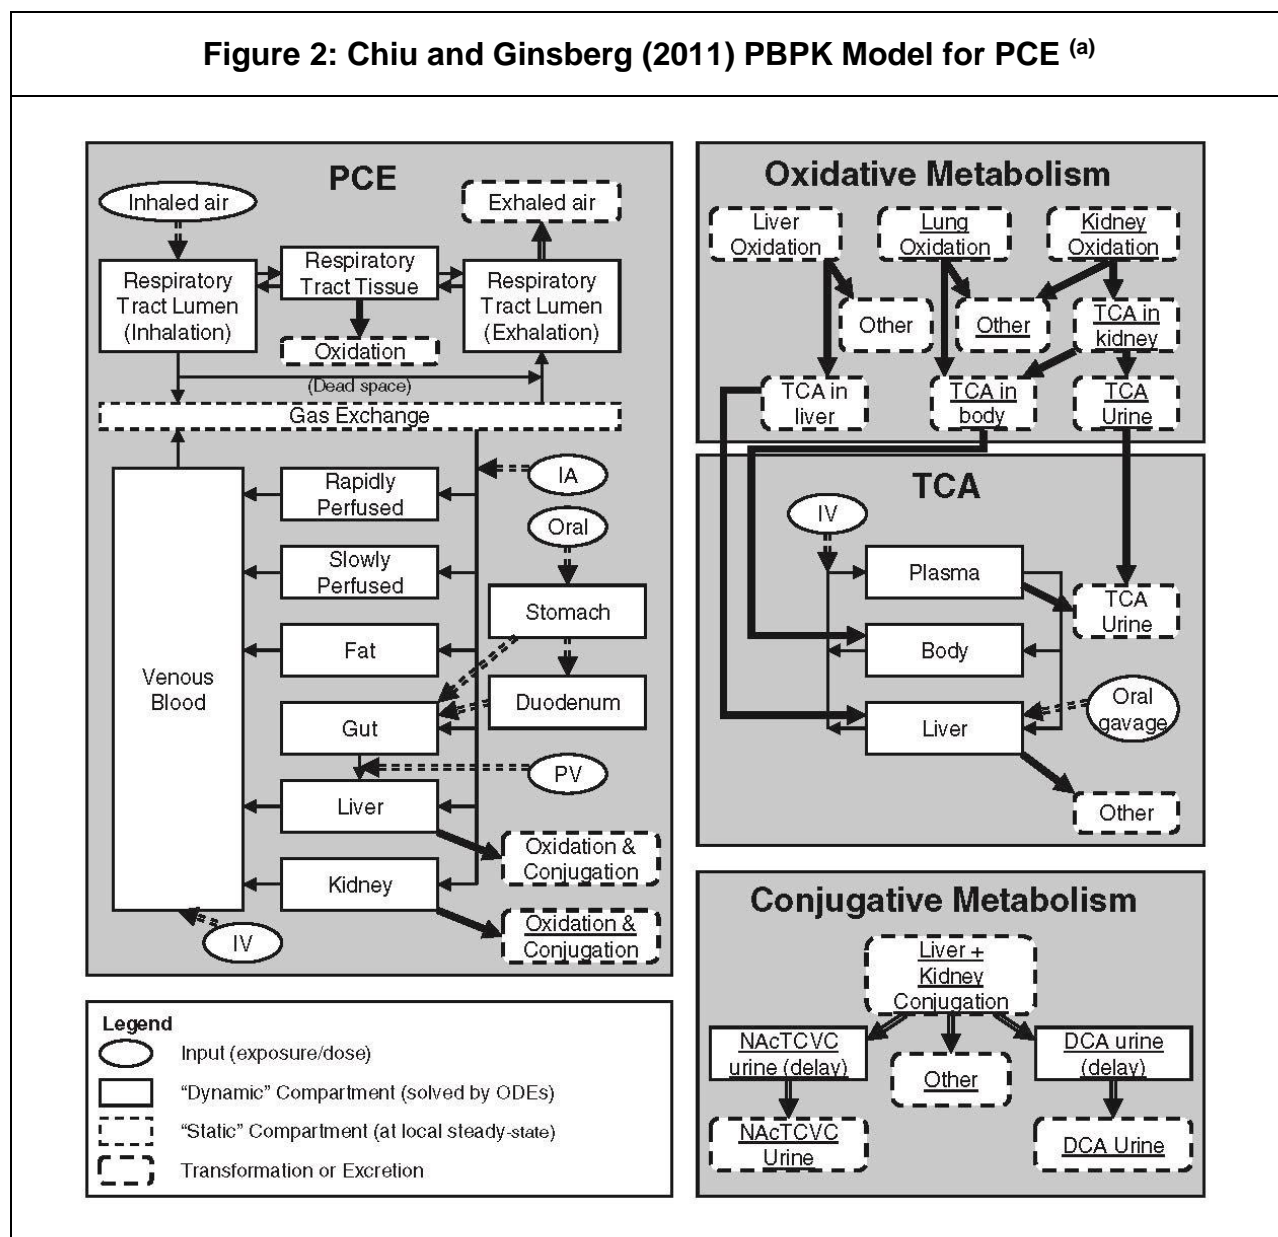 Figure 2: Chiu and Ginsberg (2011) PBPK Model for PCE (a)
PCE
Inhaled air
Exhaled air
Respiratory
Tract Lumen
(Inhalation)
Respiratory
Tract Tissue
Respiratory
Tract Lumen
(Exhalation)
Oxidation
(Dead space)
Gas Exchange
Venous
Blood
Rapidly
Perfused
IA
Oral
Slowly
Perfused
Stomach
Fat
Duodenum
Gut
PV
Liver
Oxidation &
Conjugation
Kidney
Oxidation &
Conjugation
IV
Legend
Input (exposure/dose)
“Dynamic” Compartment (solved by ODEs)
“Static” Compartment (at local steady-state)
Transformation or Excretion
Oxidative Metabolism
Liver
Oxidation
Lung
Oxidation
Kidney
Oxidation
Other
Other
TCA in
kidney
TCA in
liver
TCA in
body
TCA
Urine
TCA
IV
Plasma
TCA
Urine
Body
Liver
Oral
gavage
Other
Conjugative Metabolism
Liver +
Kidney
Conjugation
NAcTCVC
urine (delay)
Other
DCA urine
(delay)
NAcTCVC
Urine
DCA Urine